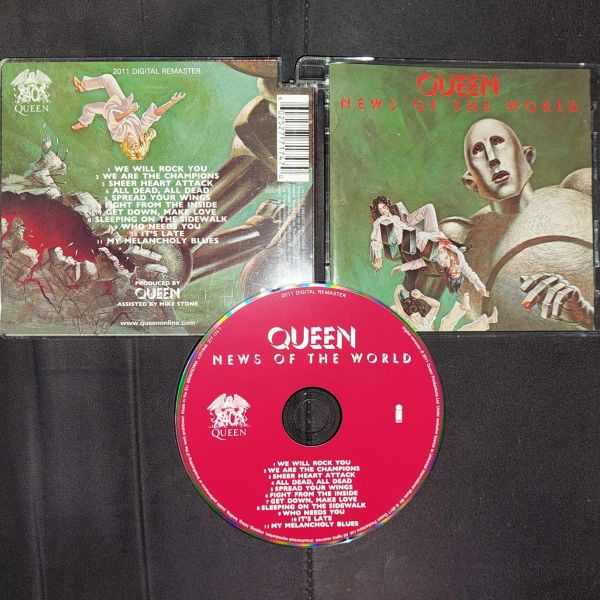 2011 DIGITAL REMASTER
40
QUEEN
1 WE WILL ROCK YOU
2 WE ARE THE CHAMPIONS
3 SHEER HEART ATTACK
4 ALL DEAD, ALL DEAD
5 SPREAD YOUR WINGS
6 FIGHT FROM THE INSIDE
7 GET DOWN, MAKE LOVE
8 SLEEPING ON THE SIDEWALK
9 WHO NEEDS YOU
10 IT'S LATE
11 MY MELANCHOLY BLUES
PRODUCED BY
QUEEN
ASSISTED BY MIKE STONE
www.queenonline.com
QUEEN
NEWS OF THE WORLD
2011 DIGITAL REMASTER
QUEEN
NEWS OF THE WORLD
40
QUEEN
1 WE WILL ROCK YOU
2 WE ARE THE CHAMPIONS
3 SHEER HEART ATTACK
4 ALL DEAD, ALL DEAD
5 SPREAD YOUR WINGS
6 FIGHT FROM THE INSIDE
7 GET DOWN, MAKE LOVE
8 SLEEPING ON THE SIDEWALK
9 WHO NEEDS YOU
10 IT'S LATE
11 MY MELANCHOLY BLUES